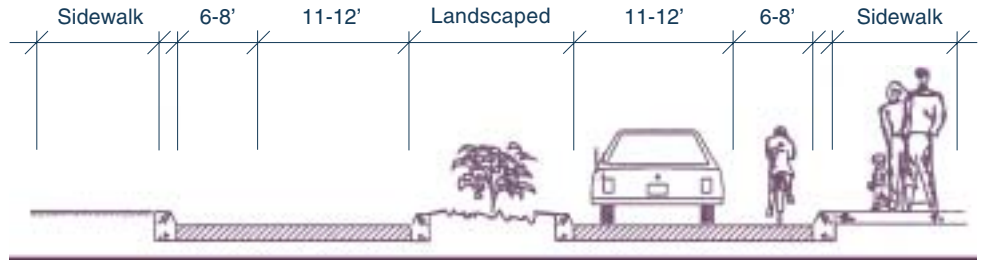 Sidewalk 6-8’ 11-12’ Landscaped 11-12’ 6-8’ Sidewalk